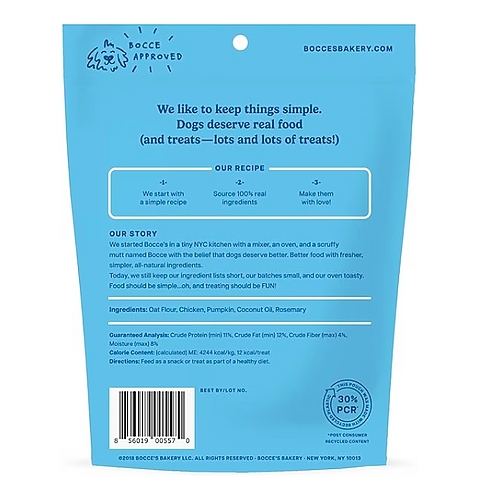 BOCCE
APPROVED
BOCCESBAKERY.COM
We like to keep things simple.
Dogs deserve real food
(and treats—lots and lots of treats!)
OUR RECIPE
-1-
We start with
a simple recipe
-2-
Source 100% real
ingredients
-3-
Make them
with love!
OUR STORY
We started Bocce's in a tiny NYC kitchen with a mixer, an oven, and a scruffy
mutt named Bocce with the belief that dogs deserve better. Better food with fresher,
simpler, all-natural ingredients.
Today, we still keep our ingredient lists short, our batches small, and our oven toasty.
Food should be simple...oh, and treating should be FUN!
Ingredients: Oat Flour, Chicken, Pumpkin, Coconut Oil, Rosemary
Guaranteed Analysis: Crude Protein (min) 11%, Crude Fat (min) 12%, Crude Fiber (max) 4%,
Moisture (max) 8%
Calorie Content: (calculated) ME: 4244 kcal/kg, 12 kcal/treat
Directions: Feed as a snack or treat as part of a healthy diet.
BEST BY/LOT NO.
8 56019 00557 0
THIS POUCH WAS MADE WITH RECYCLED PLASTIC
30%
PCR*
*POST CONSUMER
RECYCLED CONTENT
©2018 BOCCE'S BAKERY LLC. ALL RIGHTS RESERVED. • BOCCE'S BAKERY • NEW YORK, NY 10013